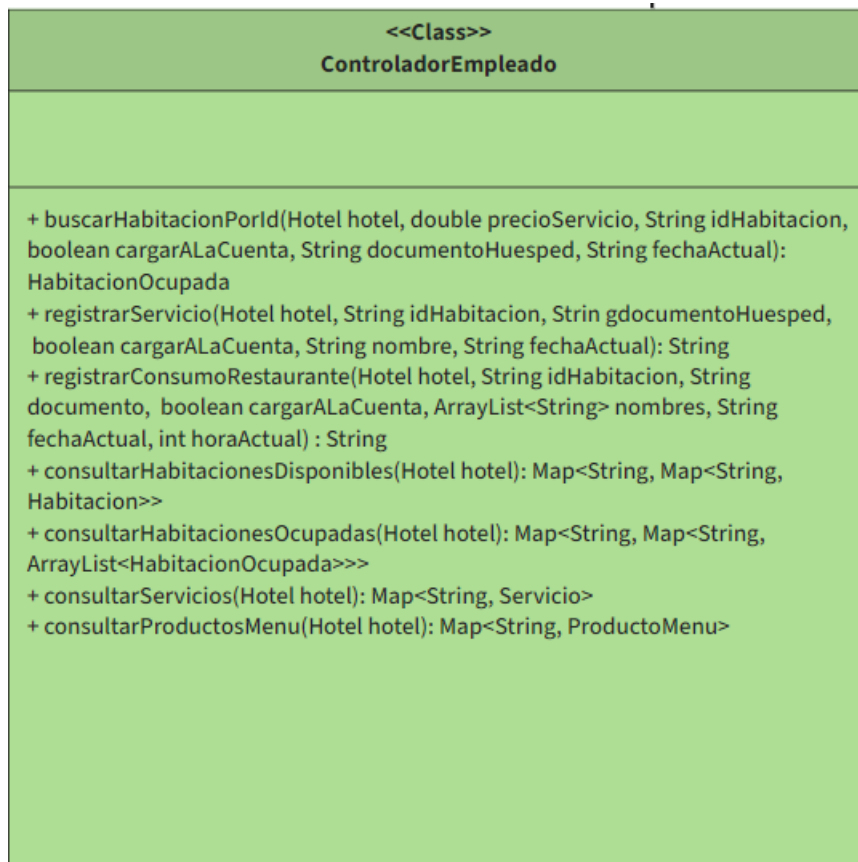 <<Class>>
ControladorEmpleado
+ buscarHabitacionPorId(Hotel hotel, double precioServicio, String idHabitacion,
boolean cargarALaCuenta, String documentoHuesped, String fechaActual):
HabitacionOcupada
+ registrarServicio(Hotel hotel, String idHabitacion, Strin gdocumentoHuesped,
boolean cargarALaCuenta, String nombre, String fechaActual): String
+ registrarConsumoRestaurante(Hotel hotel, String idHabitacion, String
documento, boolean cargarALaCuenta, ArrayList<String> nombres, String
fechaActual, int horaActual) : String
+ consultarHabitacionesDisponibles(Hotel hotel): Map<String, Map<String,
Habitacion>>
+ consultarHabitacionesOcupadas(Hotel hotel): Map<String, Map<String,
ArrayList<HabitacionOcupada>>>
+ consultarServicios(Hotel hotel): Map<String, Servicio>
+ consultarProductosMenu(Hotel hotel): Map<String, ProductoMenu>